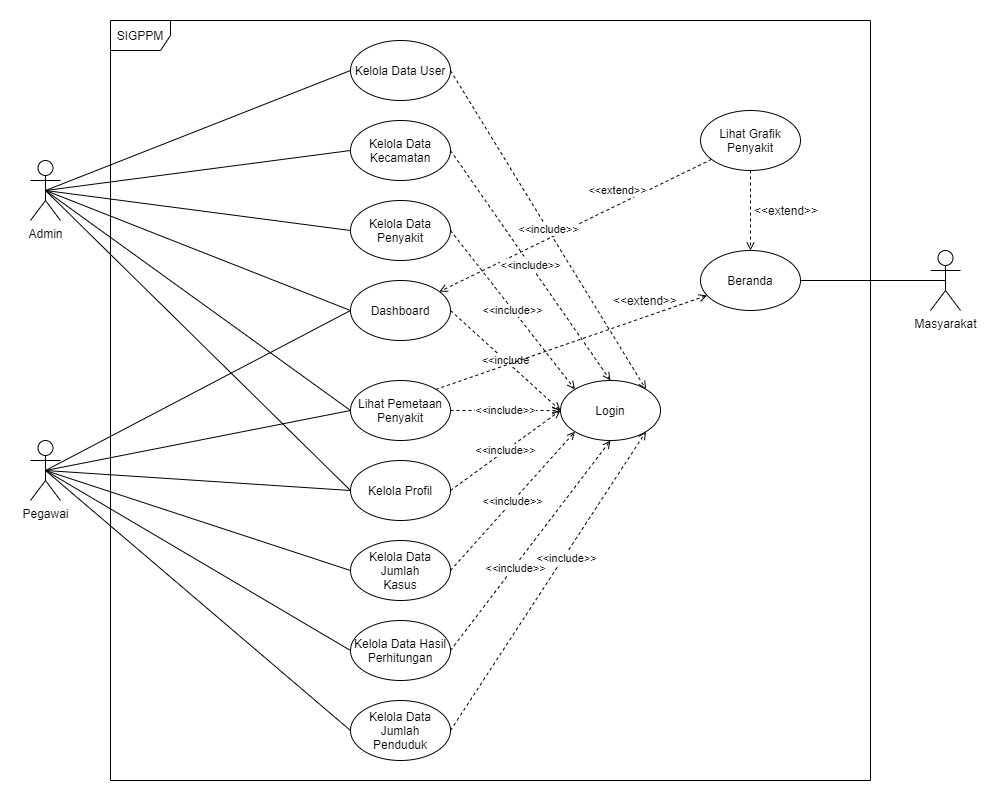 SIGPPM
Kelola Data User
Kelola Data
Kecamatan
Lihat Grafik
Penyakit
<<extend>>
<<extend>>
Admin
Kelola Data
Penyakit
<<include>>
<<include>>
Dashboard
<<extend>>
Beranda
<<include>>
Masyarakat
<<include
Lihat Pemetaan
Penyakit
<<include>>
Login
<<include>>
Kelola Profil
<<include>>
Pegawai
Kelola Data
Jumlah
Kasus
<<include>>
<<include>>
Kelola Data Hasil
Perhitungan
Kelola Data
Jumlah
Penduduk